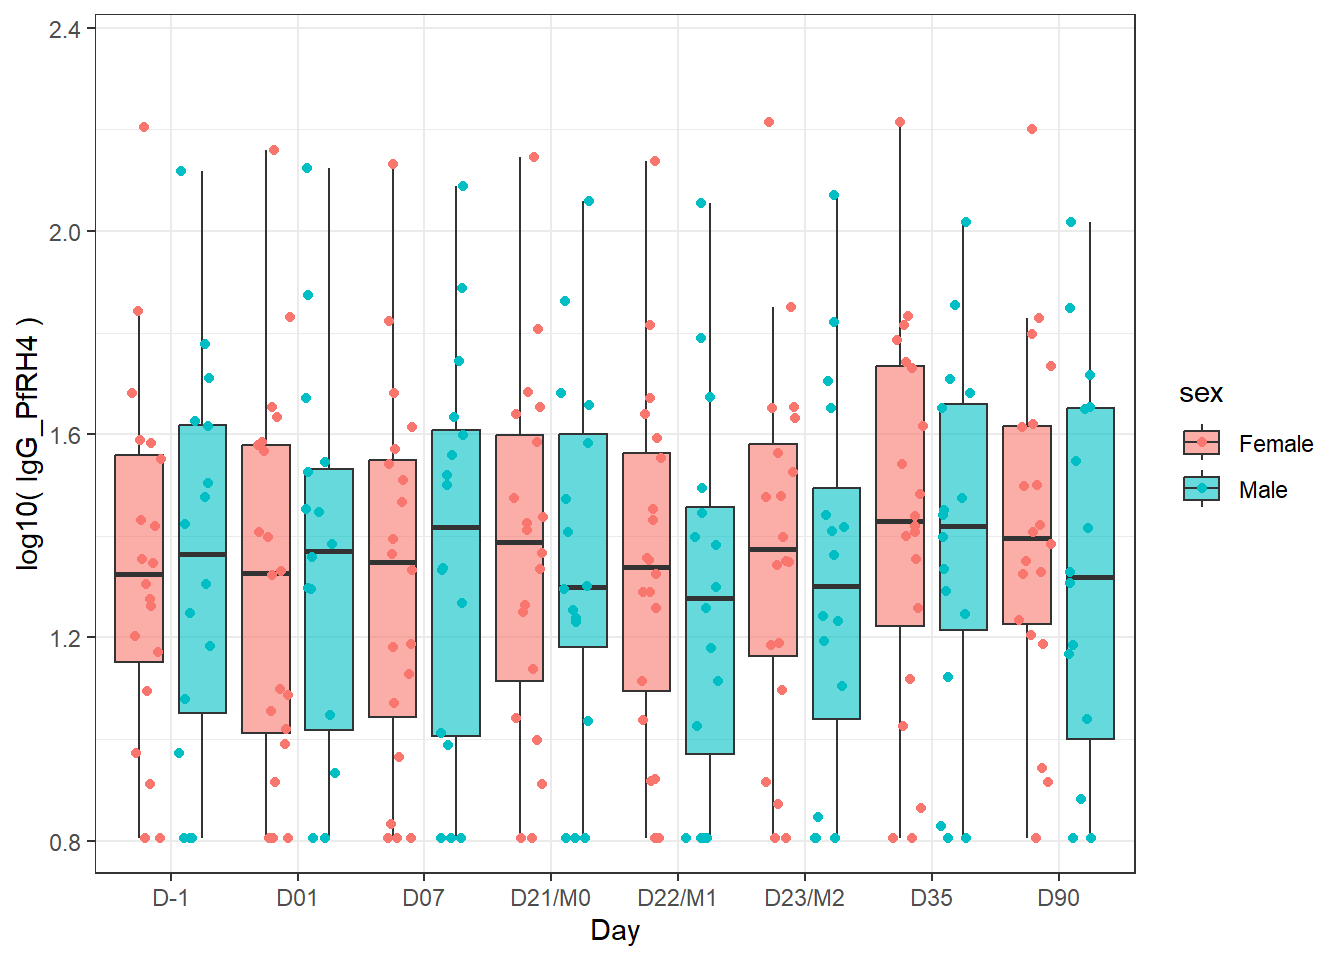 2.4
2.0
1.6
1.2
0.8
log10( IgG_PfRH4 )
D-1 D01 D07 D21/M0 D22/M1 D23/M2 D35 D90
Day
sex
Female
Male